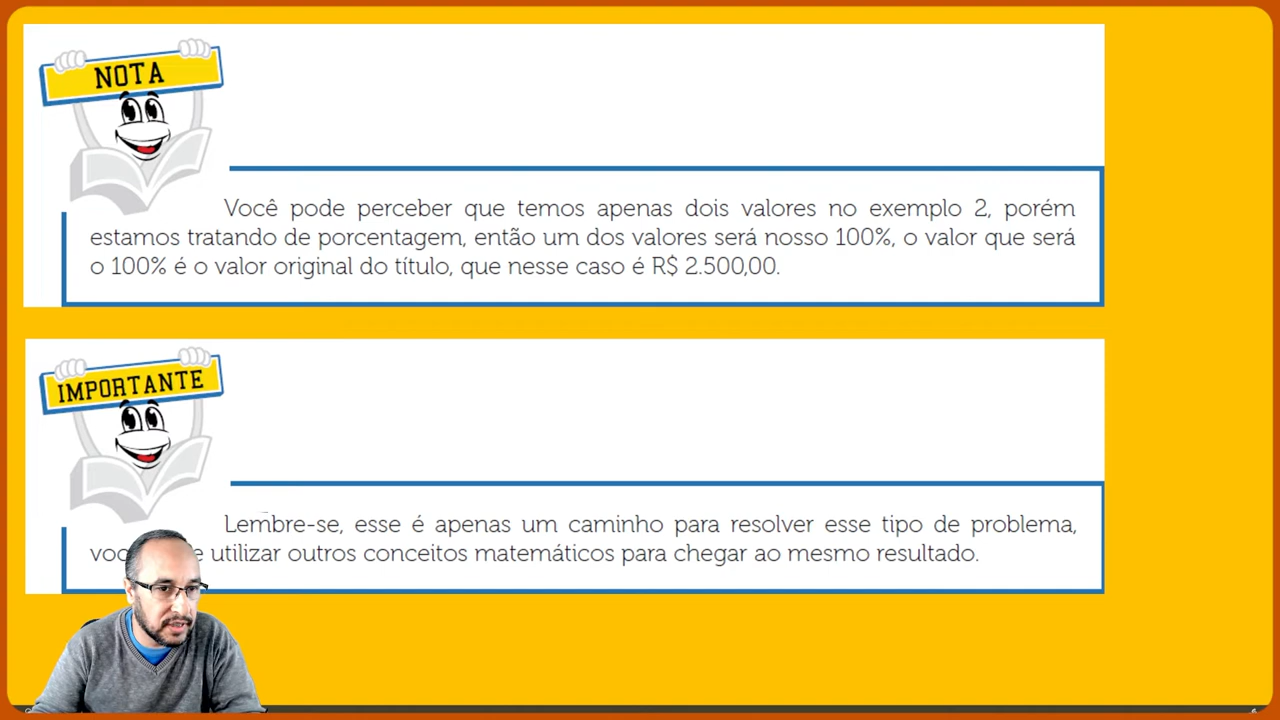 NOTA
Você pode perceber que temos apenas dois valores no exemplo 2, porém
estamos tratando de porcentagem, então um dos valores será nosso 100%, o valor que será
o 100% é o valor original do título, que nesse caso é R$ 2.500,00.
IMPORTANTE
Lembre-se, esse é apenas um caminho para resolver esse tipo de problema,
utilizar outros conceitos matemáticos para chegar ao mesmo resultado.